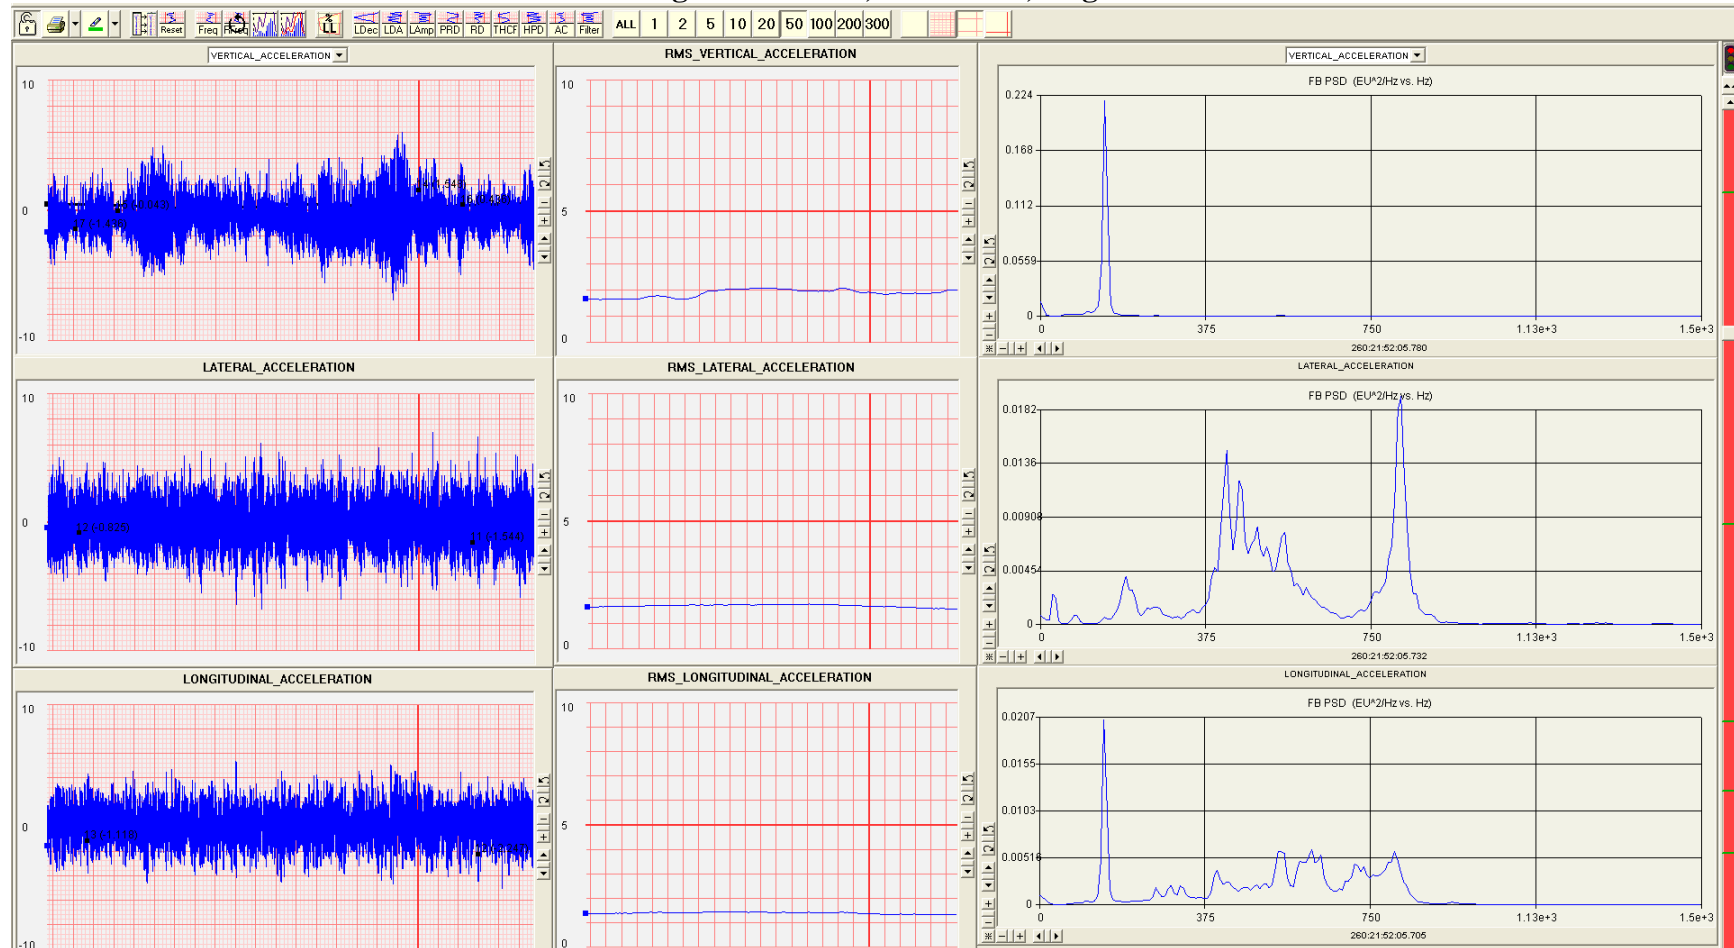 Reset Freq LL LDec LDA LAmp PRD RD THCF HPD AC Filter ALL 1 2 5 10 20 50 100 200 300
VERTICAL_ACCELERATION
10
0
-10
RMS_VERTICAL_ACCELERATION
10
5
0
VERTICAL_ACCELERATION
FB PSD (EU^2/Hz vs. Hz)
0.224
0.168
0.112
0.0559
0
0 375 750 1.13e+3 1.5e+3
260:21:52:05.780
LATERAL_ACCELERATION
10
0
-10
RMS_LATERAL_ACCELERATION
10
5
0
LATERAL_ACCELERATION
FB PSD (EU^2/Hz vs. Hz)
0.0182
0.0136
0.00908
0.00454
0
0 375 750 1.13e+3 1.5e+3
260:21:52:05.732
LONGITUDINAL_ACCELERATION
10
0
-10
RMS_LONGITUDINAL_ACCELERATION
10
5
0
LONGITUDINAL_ACCELERATION
FB PSD (EU^2/Hz vs. Hz)
0.0207
0.0155
0.0103
0.00516
0
0 375 750 1.13e+3 1.5e+3
260:21:52:05.705